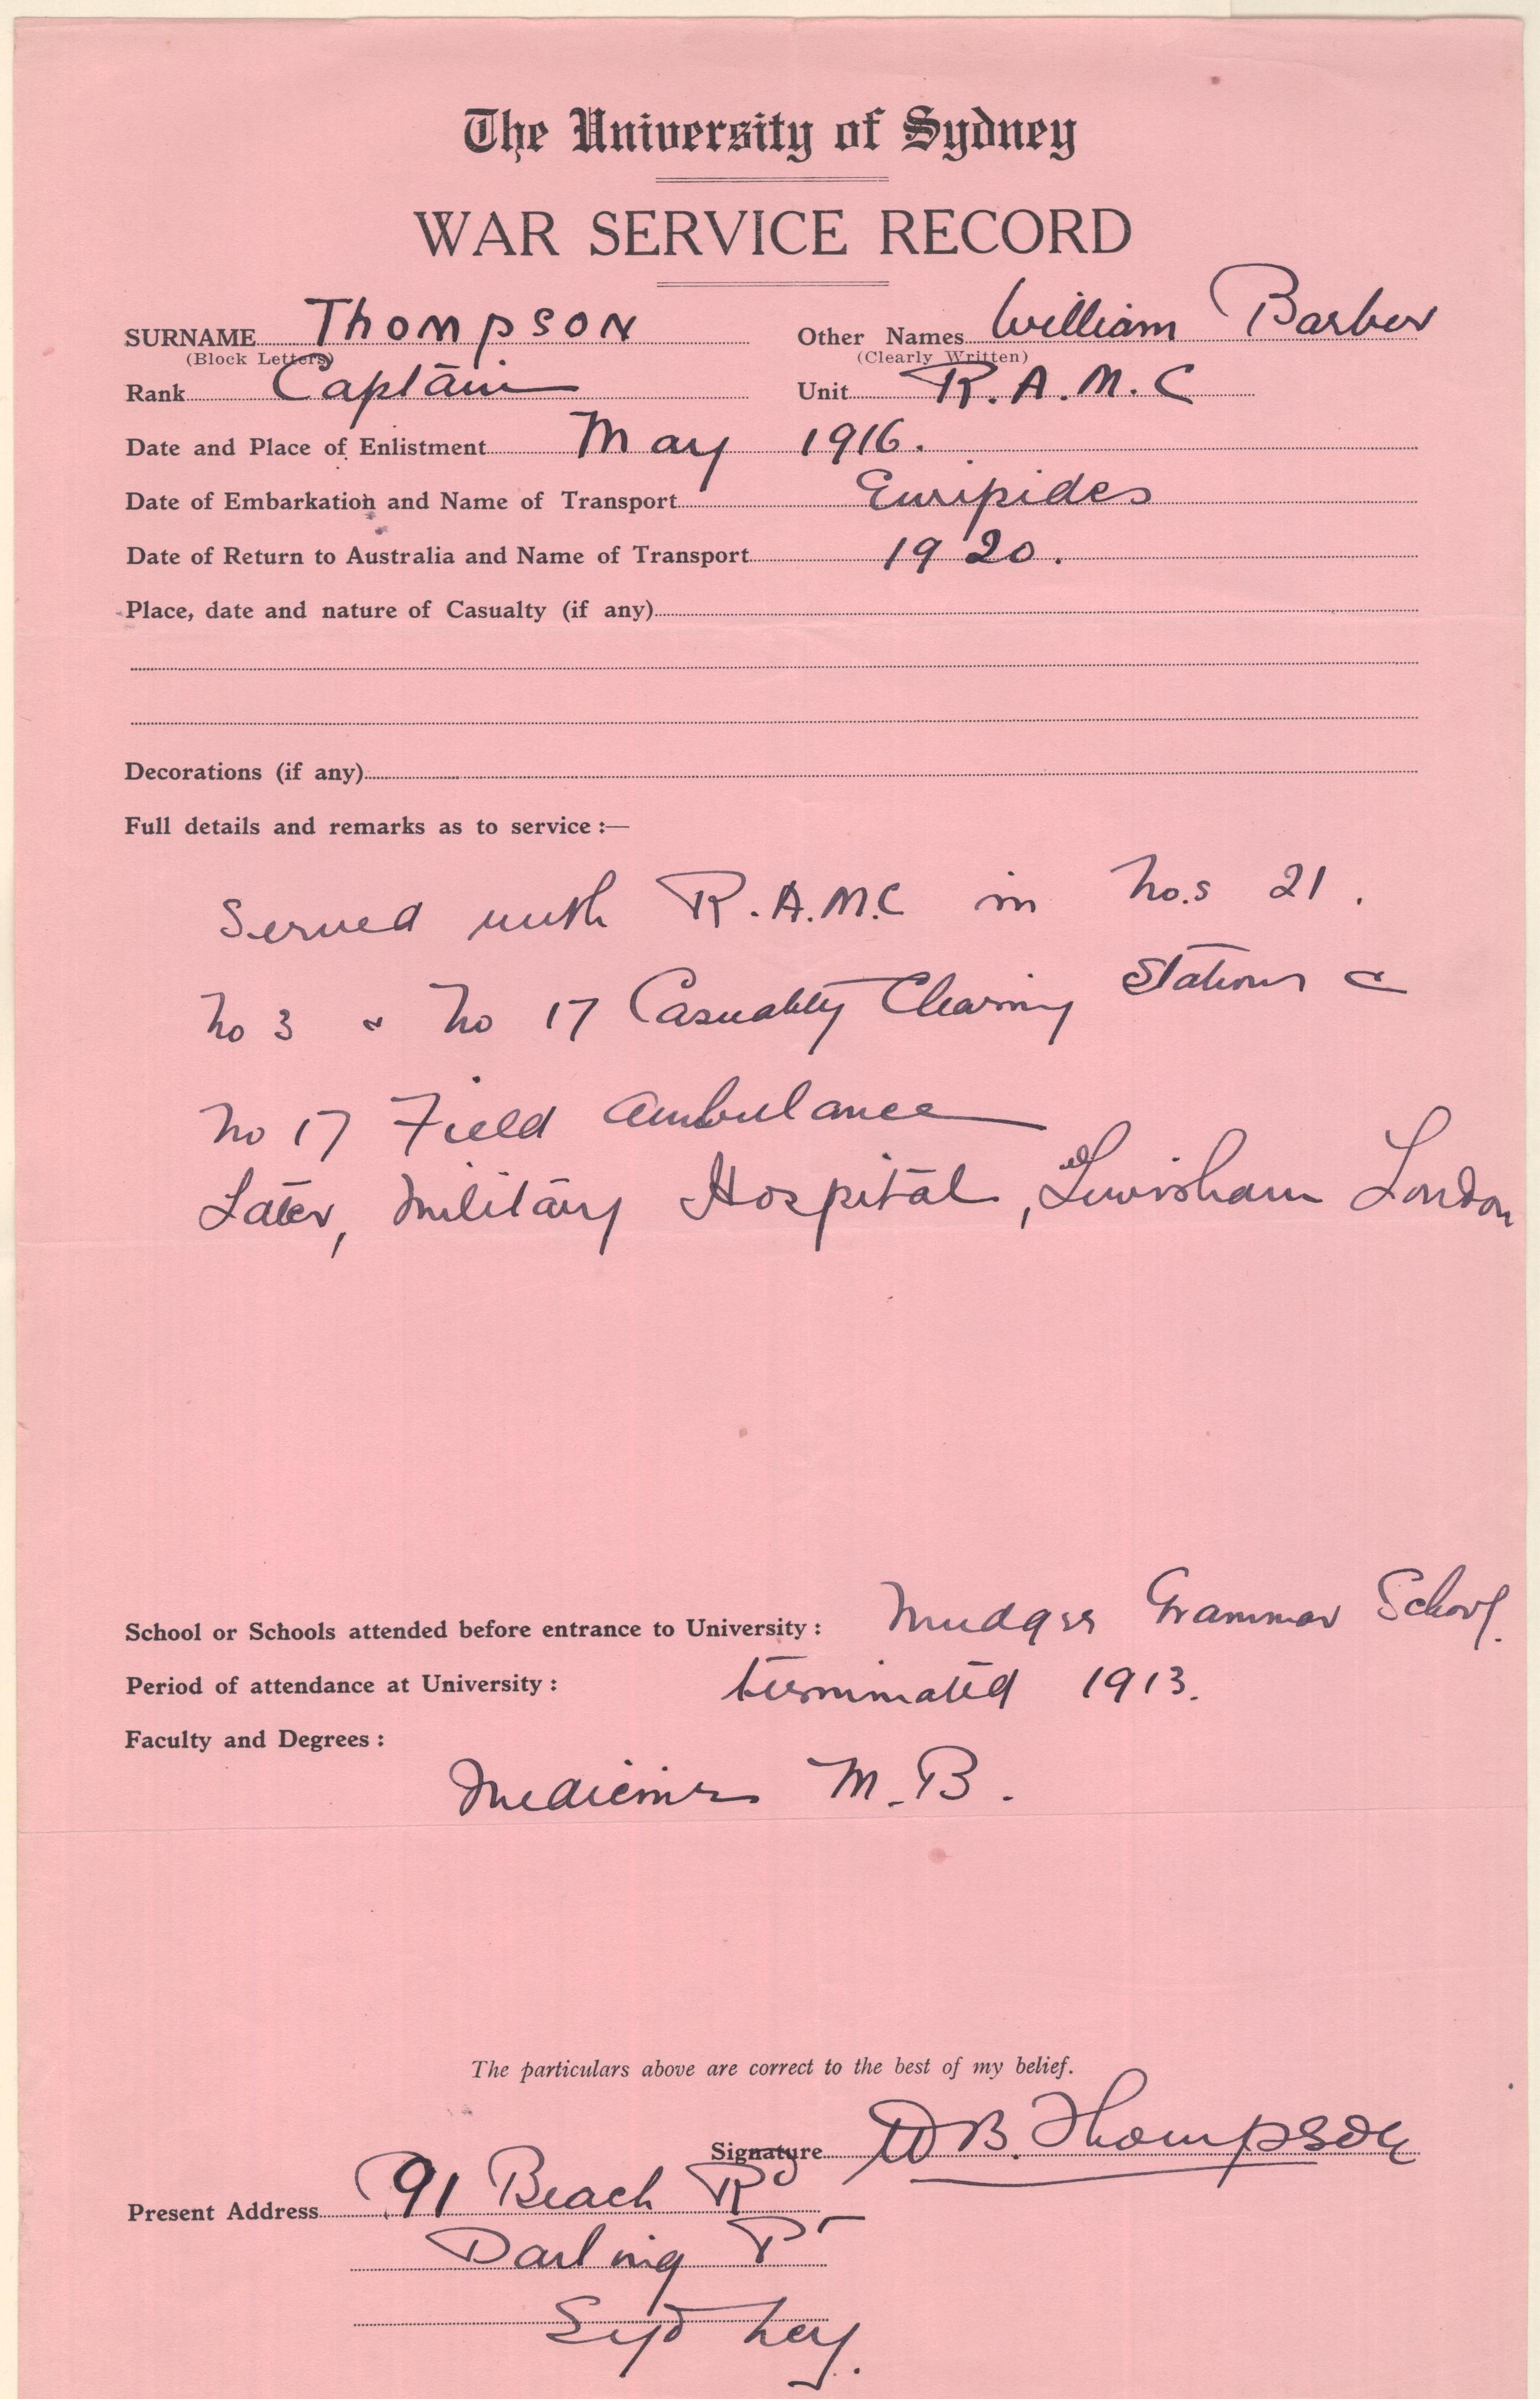 The University of Sydney
WAR SERVICE RECORD
SURNAME Thompson Other Names William Barber
(Block Letters) (Clearly Written)
Rank Captain Unit R.A.M.C
Date and Place of Enlistment May 1916.
Date of Embarkation and Name of Transport Euripides
Date of Return to Australia and Name of Transport 1920.
Place, date and nature of Casualty (if any)
Decorations (if any)
Full details and remarks as to service :—
Served with R.A.M.C in No.s 21.
No 3 & No 17 Casualty Clearing Stations &
No 17 Field Ambulance
Later, Military Hospital, Lewisham London
School or Schools attended before entrance to University : Mudgee Grammar School.
Period of attendance at University : terminated 1913.
Faculty and Degrees :
Medicine M.B.
The particulars above are correct to the best of my belief.
Signature W B. Thompson
Present Address 91 Beach Rd
Darling Pt
Sydney.